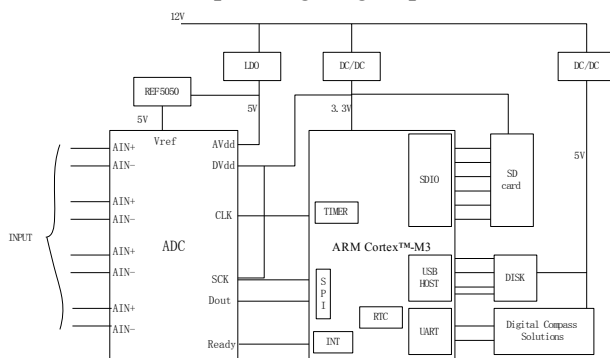 12V
LDO
DC/DC
DC/DC
REF5050
5V
5V
3.3V
5V
Vref
AVdd
DVdd
AIN+
AIN-
AIN+
AIN-
AIN+
AIN-
AIN+
AIN-
INPUT
ADC
CLK
SCK
Dout
Ready
TIMER
SPI
INT
RTC
ARM Cortex™-M3
SDIO
SD
card
USB
HOST
DISK
UART
Digital Compass
Solutions